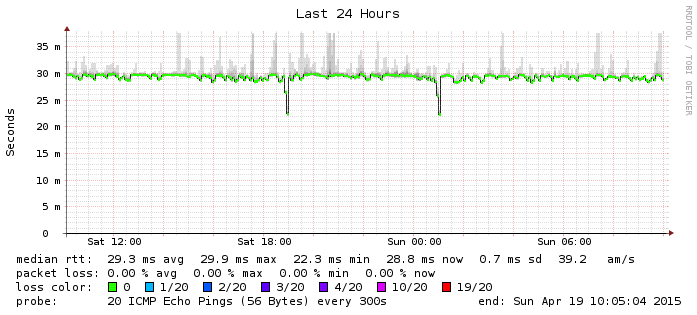 Last 24 Hours
RRDTOOL / TOBI OETIKER
Seconds
35 m
30 m
25 m
20 m
15 m
10 m
5 m
0
Sat 12:00 Sat 18:00 Sun 00:00 Sun 06:00
median rtt: 29.3 ms avg 29.9 ms max 22.3 ms min 28.8 ms now 0.7 ms sd 39.2 am/s
packet loss: 0.00 % avg 0.00 % max 0.00 % min 0.00 % now
loss color: 0 1/20 2/20 3/20 4/20 10/20 19/20
probe: 20 ICMP Echo Pings (56 Bytes) every 300s end: Sun Apr 19 10:05:04 2015